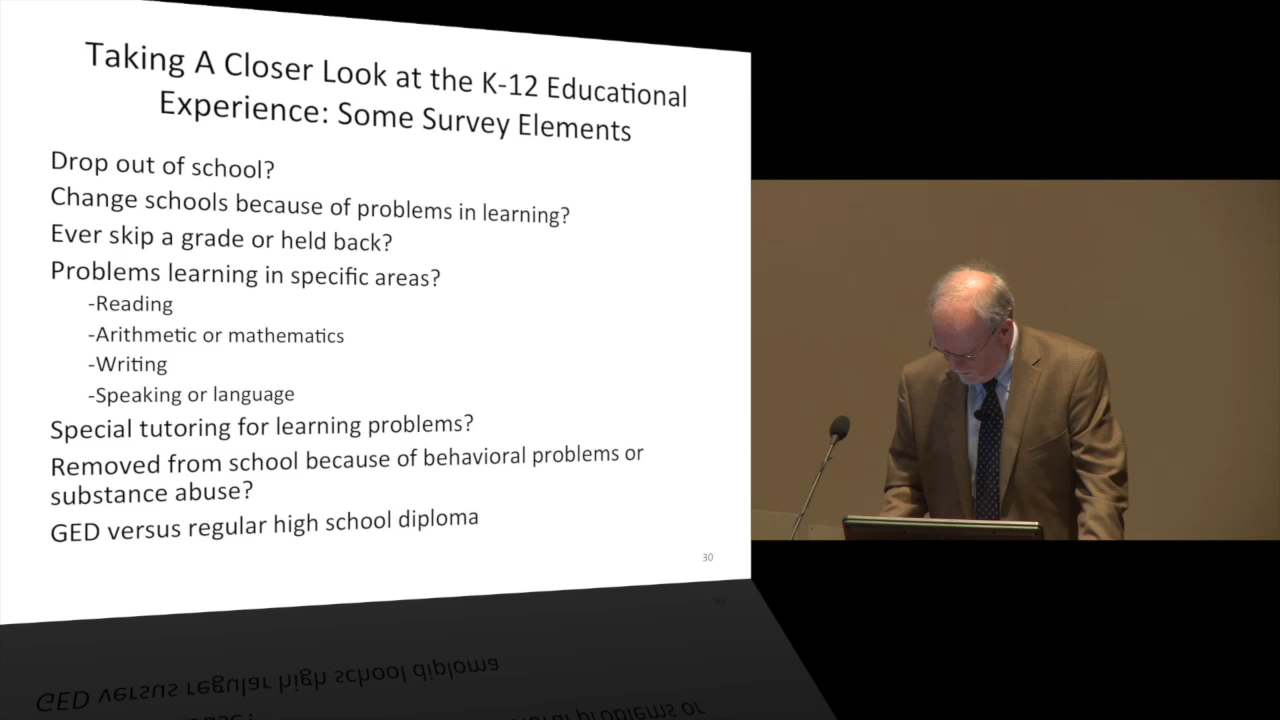 Taking A Closer Look at the K-12 Educational
Experience: Some Survey Elements
Drop out of school?
Change schools because of problems in learning?
Ever skip a grade or held back?
Problems learning in specific areas?
-Reading
-Arithmetic or mathematics
-Writing
-Speaking or language
Special tutoring for learning problems?
Removed from school because of behavioral problems or
substance abuse?
GED versus regular high school diploma
30